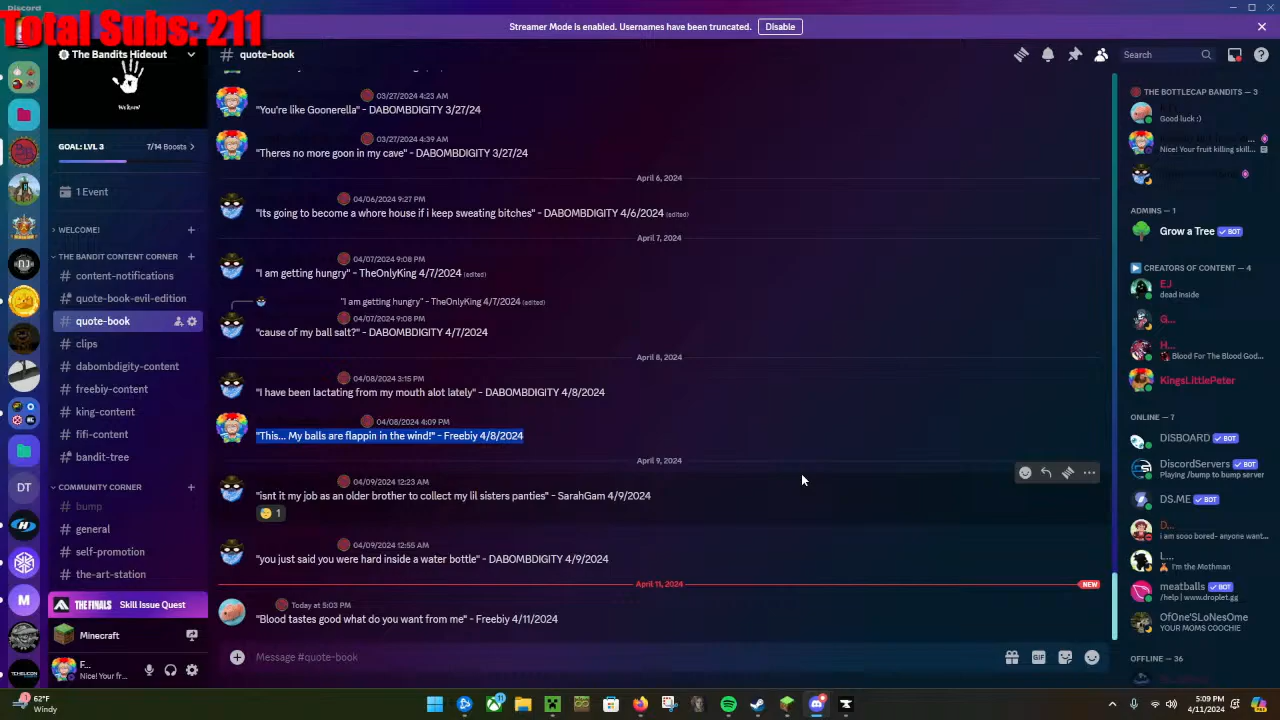 Discord
Total Subs: 211
Streamer Mode is enabled. Usernames have been truncated. Disable
The Bandits Hideout
# quote-book
Search
We know
GOAL: LVL 3 7/14 Boosts >
1 Event
WELCOME! +
THE BANDIT CONTENT CORNER +
# content-notifications
# quote-book-evil-edition
# quote-book
# clips
# dabombdigity-content
# freebiy-content
# king-content
# fifi-content
# bandit-tree
COMMUNITY CORNER +
# bump
# general
# self-promotion
# the-art-station
THE FINALS Skill Issue Quest
Minecraft
F...
Nice! Your fr...
DT
M
03/27/2024 4:23 AM
"You're like Goonerella" - DABOMBDIGITY 3/27/24
03/27/2024 4:39 AM
"Theres no more goon in my cave" - DABOMBDIGITY 3/27/24
April 6, 2024
04/06/2024 9:27 PM
"Its going to become a whore house if i keep sweating bitches" - DABOMBDIGITY 4/6/2024 (edited)
April 7, 2024
04/07/2024 9:08 PM
"I am getting hungry" - TheOnlyKing 4/7/2024 (edited)
"I am getting hungry" - TheOnlyKing 4/7/2024 (edited)
04/07/2024 9:08 PM
"cause of my ball salt?" - DABOMBDIGITY 4/7/2024
April 8, 2024
04/08/2024 3:15 PM
"I have been lactating from my mouth alot lately" - DABOMBDIGITY 4/8/2024
04/08/2024 4:09 PM
"This... My balls are flappin in the wind!" - Freebiy 4/8/2024
April 9, 2024
04/09/2024 12:23 AM
"isnt it my job as an older brother to collect my lil sisters panties" - SarahGam 4/9/2024
1
04/09/2024 12:55 AM
"you just said you were hard inside a water bottle" - DABOMBDIGITY 4/9/2024
April 11, 2024 NEW
Today at 5:03 PM
"Blood tastes good what do you want from me" - Freebiy 4/11/2024
Message #quote-book
GIF
THE BOTTLECAP BANDITS — 3
Good luck :)
...
Nice! Your fruit killing skill...
ADMINS — 1
Grow a Tree ✓ BOT
CREATORS OF CONTENT — 4
E.J
dead inside
G...
H...
Blood For The Blood God...
KingsLittlePeter
ONLINE — 7
DISBOARD ✓ BOT
DiscordServers ✓ BOT
Playing /bump to bump server
DS.ME ✓ BOT
D...
i am sooo bored- anyone want...
L...
I'm the Mothman
meatballs ✓ BOT
/help | www.droplet.gg
OfOne'SLoNesOme
YOUR MOMS COOCHIE
OFFLINE — 36
62°F
Windy
5:09 PM
4/11/2024